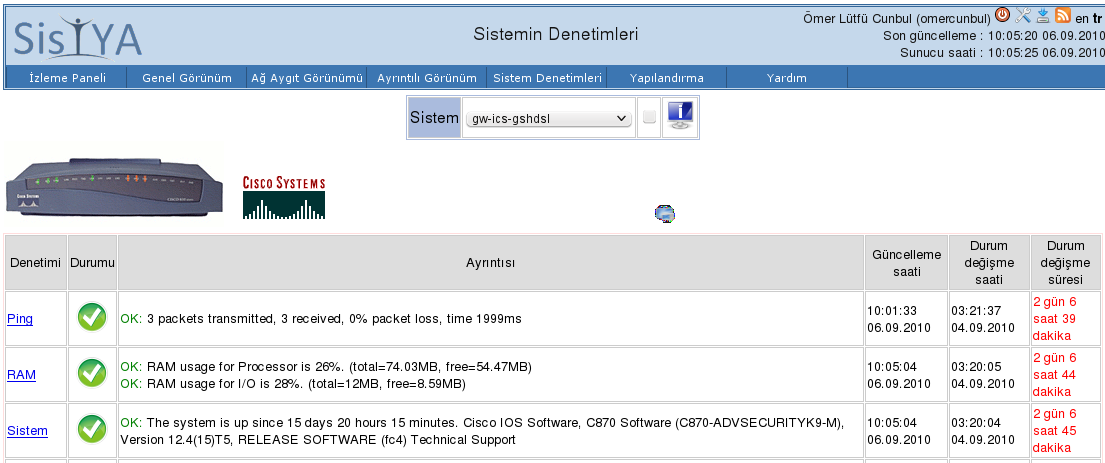 SisIYA
Sistemin Denetimleri
Ömer Lütfü Cunbul (omercunbul) en tr
Son güncelleme : 10:05:20 06.09.2010
Sunucu saati : 10:05:25 06.09.2010
İzleme Paneli Genel Görünüm Ağ Aygıt Görünümü Ayrıntılı Görünüm Sistem Denetimleri Yapılandırma Yardım
Sistem gw-ics-gshdsl
CISCO SYSTEMS
Denetimi Durumu Ayrıntısı Güncelleme saati Durum değişme saati Durum değişme süresi
Ping OK: 3 packets transmitted, 3 received, 0% packet loss, time 1999ms 10:01:33 06.09.2010 03:21:37 04.09.2010 2 gün 6 saat 39 dakika
RAM OK: RAM usage for Processor is 26%. (total=74.03MB, free=54.47MB)
OK: RAM usage for I/O is 28%. (total=12MB, free=8.59MB) 10:05:04 06.09.2010 03:20:05 04.09.2010 2 gün 6 saat 44 dakika
Sistem OK: The system is up since 15 days 20 hours 15 minutes. Cisco IOS Software, C870 Software (C870-ADVSECURITYK9-M),
Version 12.4(15)T5, RELEASE SOFTWARE (fc4) Technical Support 10:05:04 06.09.2010 03:20:04 04.09.2010 2 gün 6 saat 45 dakika